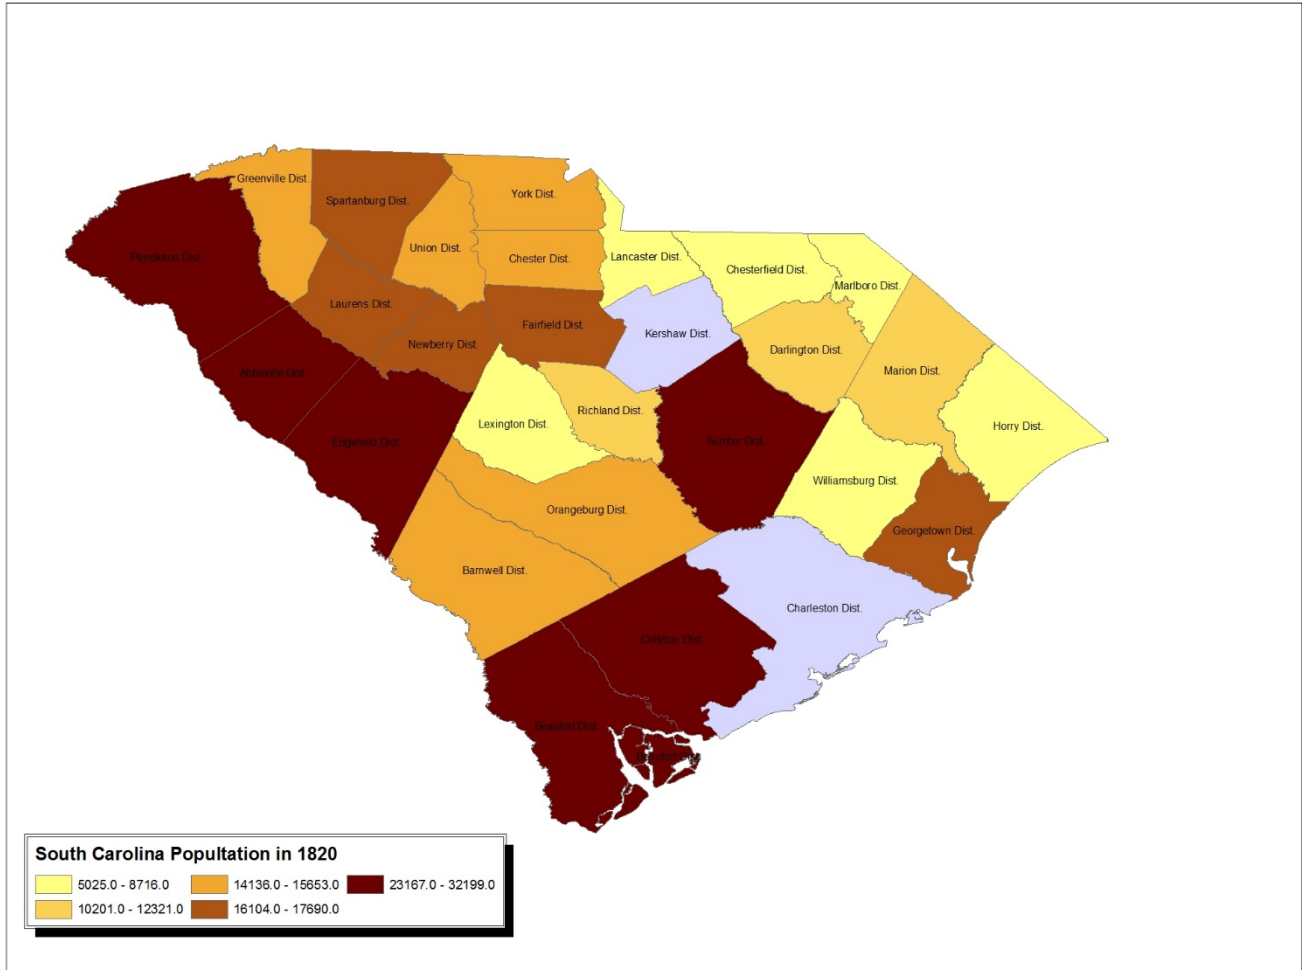 Greenville Dist.
Spartanburg Dist.
York Dist.
Union Dist.
Pendleton Dist.
Chester Dist.
Lancaster Dist.
Chesterfield Dist.
Marlboro Dist.
Laurens Dist.
Newberry Dist.
Fairfield Dist.
Kershaw Dist.
Darlington Dist.
Marion Dist.
Abbeville Dist.
Richland Dist.
Lexington Dist.
Horry Dist.
Edgefield Dist.
Sumter Dist.
Williamsburg Dist.
Orangeburg Dist.
Georgetown Dist.
Barnwell Dist.
Charleston Dist.
Colleton Dist.
Beaufort Dist.
Beaufort Dist.
South Carolina Popultation in 1820
5025.0 - 8716.0
14136.0 - 15653.0
23167.0 - 32199.0
10201.0 - 12321.0
16104.0 - 17690.0